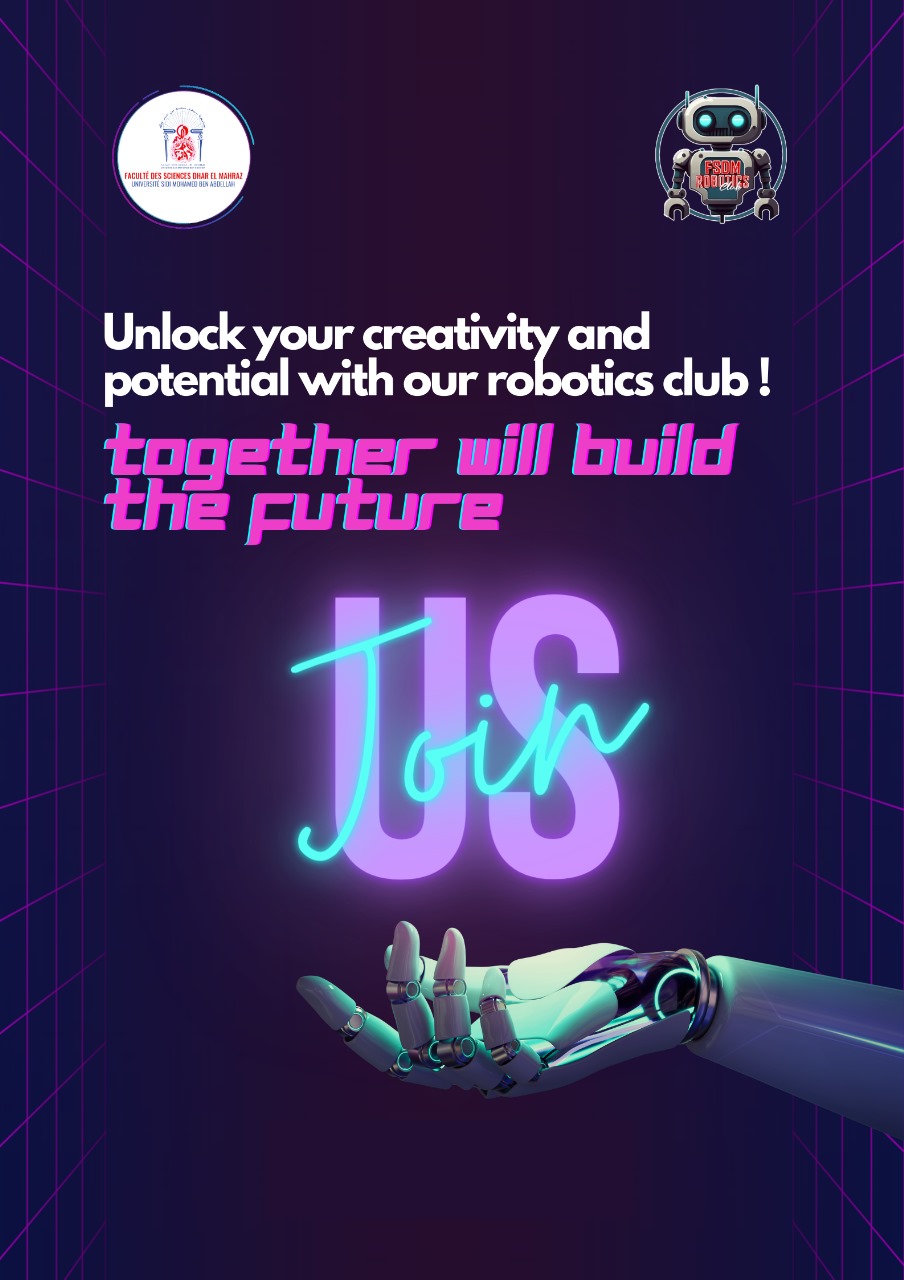 FACULTÉ DES SCIENCES DHAR EL MAHRAZ
UNIVERSITÉ SIDI MOHAMED BEN ABDELLAH
FSDM
ROBOTICS
Club
Unlock your creativity and
potential with our robotics club !
together will build
the future
Join
US